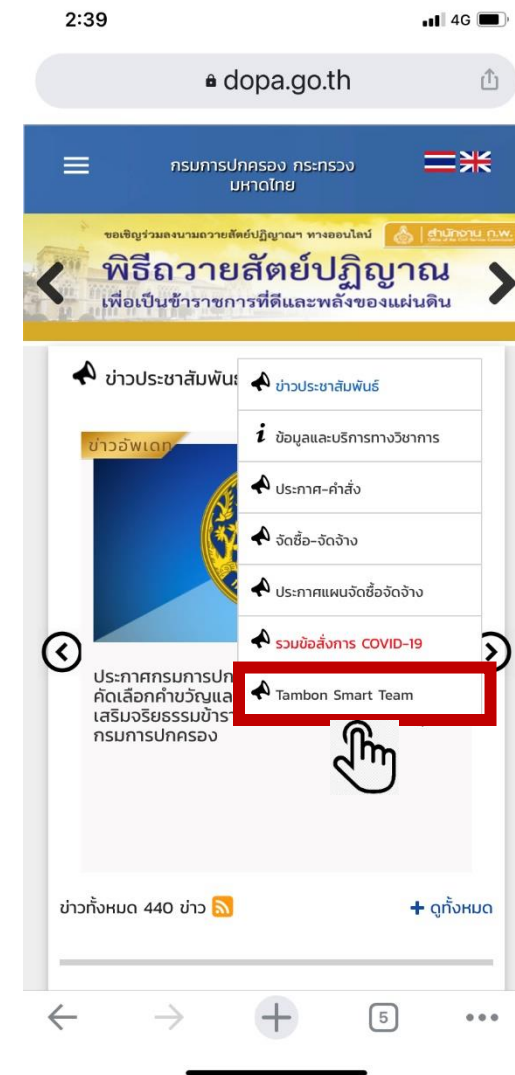 2:39
4G
dopa.go.th
กรมการปกครอง กระทรวง
มหาดไทย
ขอเชิญร่วมลงนามถวายสัตย์ปฏิญาณฯ ทางออนไลน์
สำนักงาน ก.พ.
พิธีถวายสัตย์ปฏิญาณ
เพื่อเป็นข้าราชการที่ดีและพลังของแผ่นดิน
ข่าวประชาสัมพันธ์
ข่าวประชาสัมพันธ์
ข้อมูลและบริการทางวิชาการ
ประกาศ-คำสั่ง
จัดซื้อ-จัดจ้าง
ประกาศแผนจัดซื้อจัดจ้าง
รวมข้อสั่งการ COVID-19
Tambon Smart Team
ข่าวอัพเดท
ประกาศกรมการปก
คัดเลือกคำขวัญและ
เสริมจริยธรรมข้ารา
กรมการปกครอง
ข่าวทั้งหมด 440 ข่าว
+ ดูทั้งหมด
5